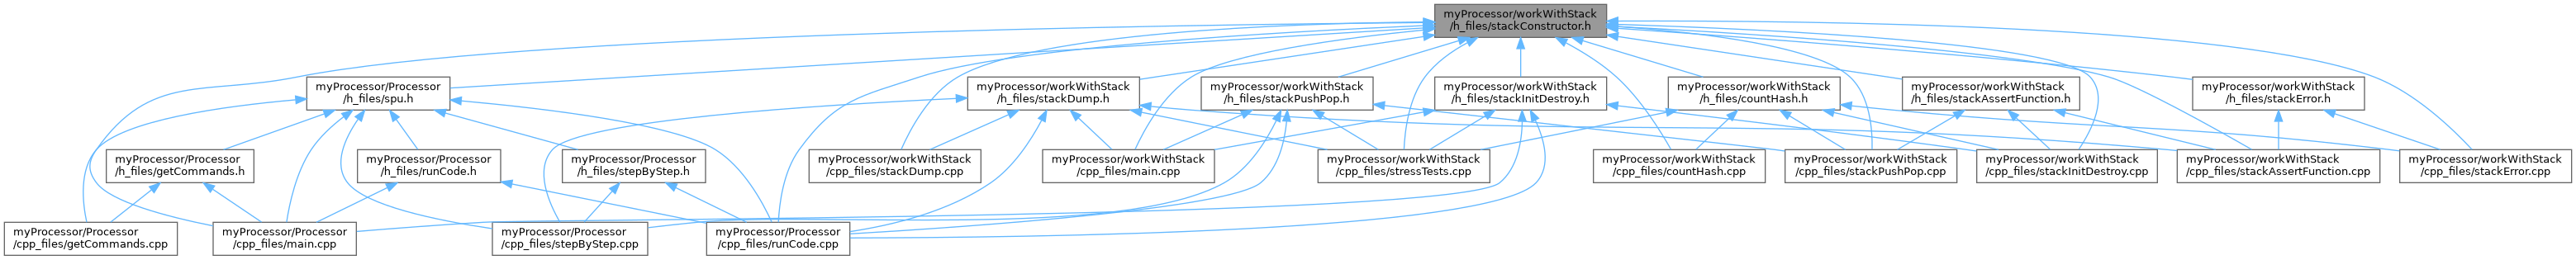 myProcessor/workWithStack
/h_files/stackConstructor.h
myProcessor/Processor
/h_files/spu.h
myProcessor/workWithStack
/h_files/stackDump.h
myProcessor/workWithStack
/h_files/stackPushPop.h
myProcessor/workWithStack
/h_files/stackInitDestroy.h
myProcessor/workWithStack
/h_files/countHash.h
myProcessor/workWithStack
/h_files/stackAssertFunction.h
myProcessor/workWithStack
/h_files/stackError.h
myProcessor/Processor
/h_files/getCommands.h
myProcessor/Processor
/h_files/runCode.h
myProcessor/Processor
/h_files/stepByStep.h
myProcessor/workWithStack
/cpp_files/stackDump.cpp
myProcessor/workWithStack
/cpp_files/main.cpp
myProcessor/workWithStack
/cpp_files/stressTests.cpp
myProcessor/workWithStack
/cpp_files/countHash.cpp
myProcessor/workWithStack
/cpp_files/stackPushPop.cpp
myProcessor/workWithStack
/cpp_files/stackInitDestroy.cpp
myProcessor/workWithStack
/cpp_files/stackAssertFunction.cpp
myProcessor/workWithStack
/cpp_files/stackError.cpp
myProcessor/Processor
/cpp_files/getCommands.cpp
myProcessor/Processor
/cpp_files/main.cpp
myProcessor/Processor
/cpp_files/stepByStep.cpp
myProcessor/Processor
/cpp_files/runCode.cpp